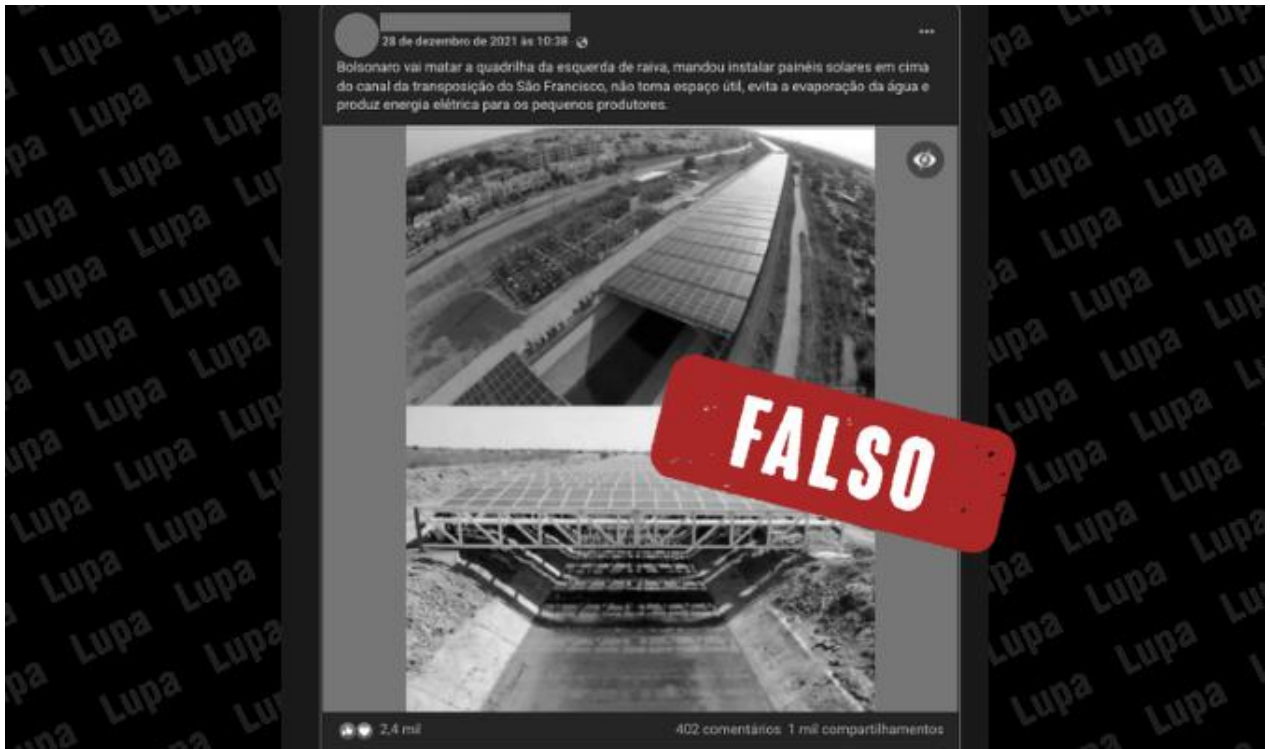 28 de dezembro de 2021 às 10:38
Bolsonaro vai matar a quadrilha da esquerda de raiva, mandou instalar painéis solares em cima
do canal da transposição do São Francisco, não toma espaço útil, evita a evaporação da água e
produz energia elétrica para os pequenos produtores.
FALSO
2,4 mil
402 comentários 1 mil compartilhamentos
Lupa